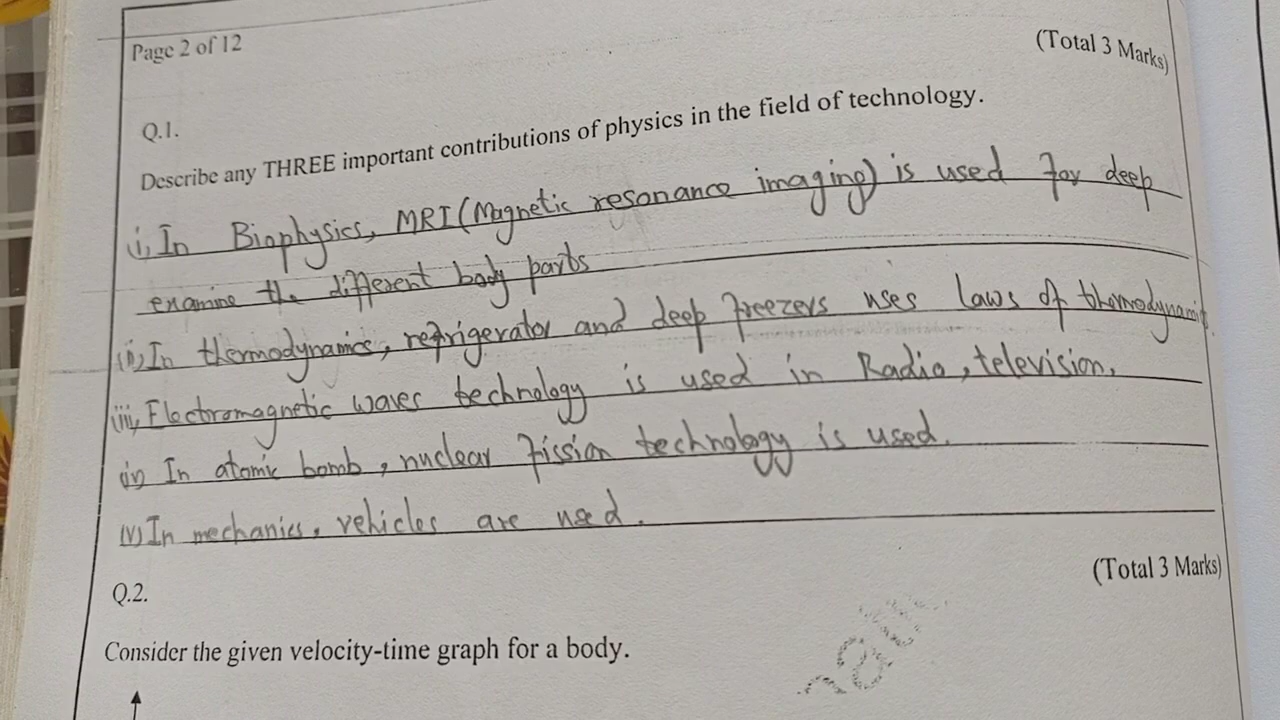 Page 2 of 12
(Total 3 Marks)
Q.1.
Describe any THREE important contributions of physics in the field of technology.
(i) In Biophysics, MRI (Magnetic resonance imaging) is used for deep
examine the different body parts
(ii) In thermodynamics, refrigerator and deep freezers uses laws of thermodynamics.
(iii) Electromagnetic waves technology is used in Radio, television.
(iv) In atomic bomb, nuclear fission technology is used.
(v) In mechanics, vehicles are used.
(Total 3 Marks)
Q.2.
Consider the given velocity-time graph for a body.